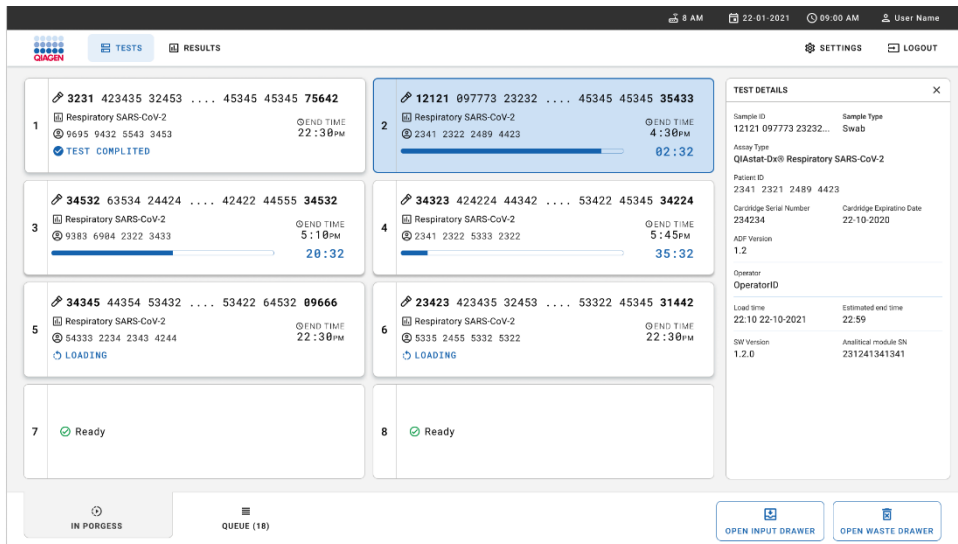 8 AM 22-01-2021 09:00 AM User Name
QIAGEN TESTS RESULTS SETTINGS LOGOUT
1
3231 423435 32453 .... 45345 45345 75642
Respiratory SARS-CoV-2
9695 9432 5543 3453
TEST COMPLITED
END TIME
22:30PM
2
12121 097773 23232 .... 45345 45345 35433
Respiratory SARS-CoV-2
2341 2322 2489 4423
END TIME
4:30PM
02:32
3
34532 63534 24424 .... 42422 44555 34532
Respiratory SARS-CoV-2
9383 6904 2322 3433
END TIME
5:10PM
20:32
4
34323 424224 44342 .... 53422 45345 34224
Respiratory SARS-CoV-2
2341 2322 5333 2322
END TIME
5:45PM
35:32
5
34345 44354 53432 .... 53422 64532 09666
Respiratory SARS-CoV-2
54333 2234 2343 4244
LOADING
END TIME
22:30PM
6
23423 423435 32453 .... 53322 45345 31442
Respiratory SARS-CoV-2
5335 2455 5332 5322
LOADING
END TIME
22:30PM
7
Ready
8
Ready
TEST DETAILS
Sample ID Sample Type
12121 097773 23232... Swab
Assay Type
QIAstat-Dx® Respiratory SARS-CoV-2
Patient ID
2341 2321 2489 4423
Cardridge Serial Number Cardridge Expiratino Date
234234 22-10-2020
ADF Version
1.2
Operator
OperatorID
Load time Estimated end time
22:10 22-10-2021 22:59
SW Version Analitical module SN
1.2.0 231241341341
IN PORGESS QUEUE (18) OPEN INPUT DRAWER OPEN WASTE DRAWER